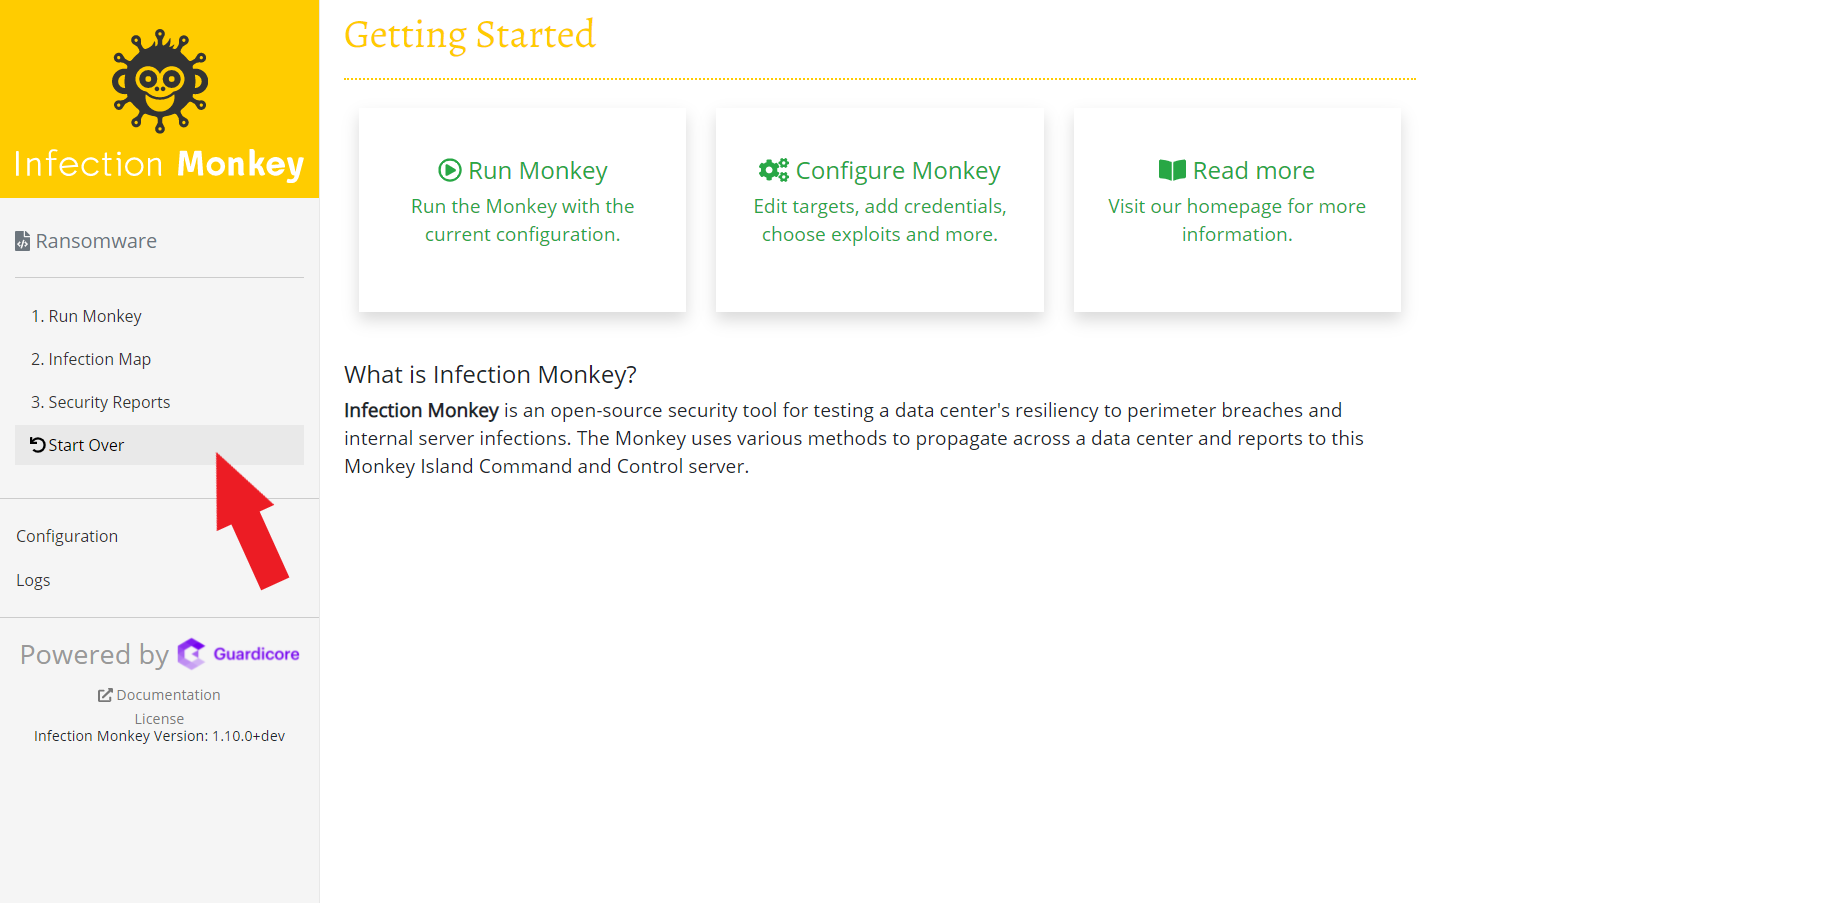 Infection Monkey
Ransomware
1. Run Monkey
2. Infection Map
3. Security Reports
Start Over
Configuration
Logs
Powered by Guardicore
Documentation
License
Infection Monkey Version: 1.10.0+dev
Getting Started
Run Monkey
Run the Monkey with the
current configuration.
Configure Monkey
Edit targets, add credentials,
choose exploits and more.
Read more
Visit our homepage for more
information.
What is Infection Monkey?
Infection Monkey is an open-source security tool for testing a data center's resiliency to perimeter breaches and
internal server infections. The Monkey uses various methods to propagate across a data center and reports to this
Monkey Island Command and Control server.